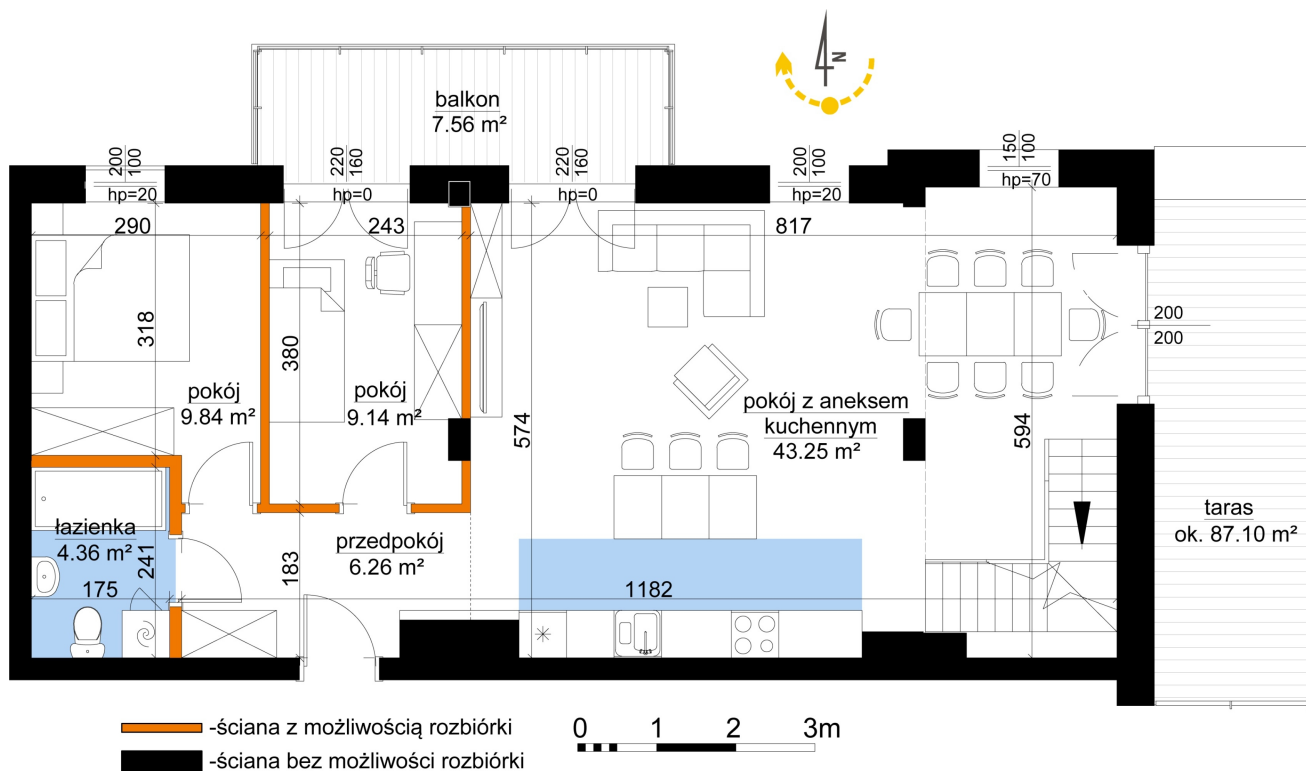 N
balkon
7.56 m²
200
100
hp=20
220
160
hp=0
220
160
hp=0
200
100
hp=20
150
100
hp=70
290
243
817
318
380
574
594
200
200
pokój
9.84 m²
pokój
9.14 m²
pokój z aneksem
kuchennym
43.25 m²
łazienka
4.36 m²
241
175
183
przedpokój
6.26 m²
1182
taras
ok. 87.10 m²
-ściana z możliwością rozbiórki
-ściana bez możliwości rozbiórki
0 1 2 3m